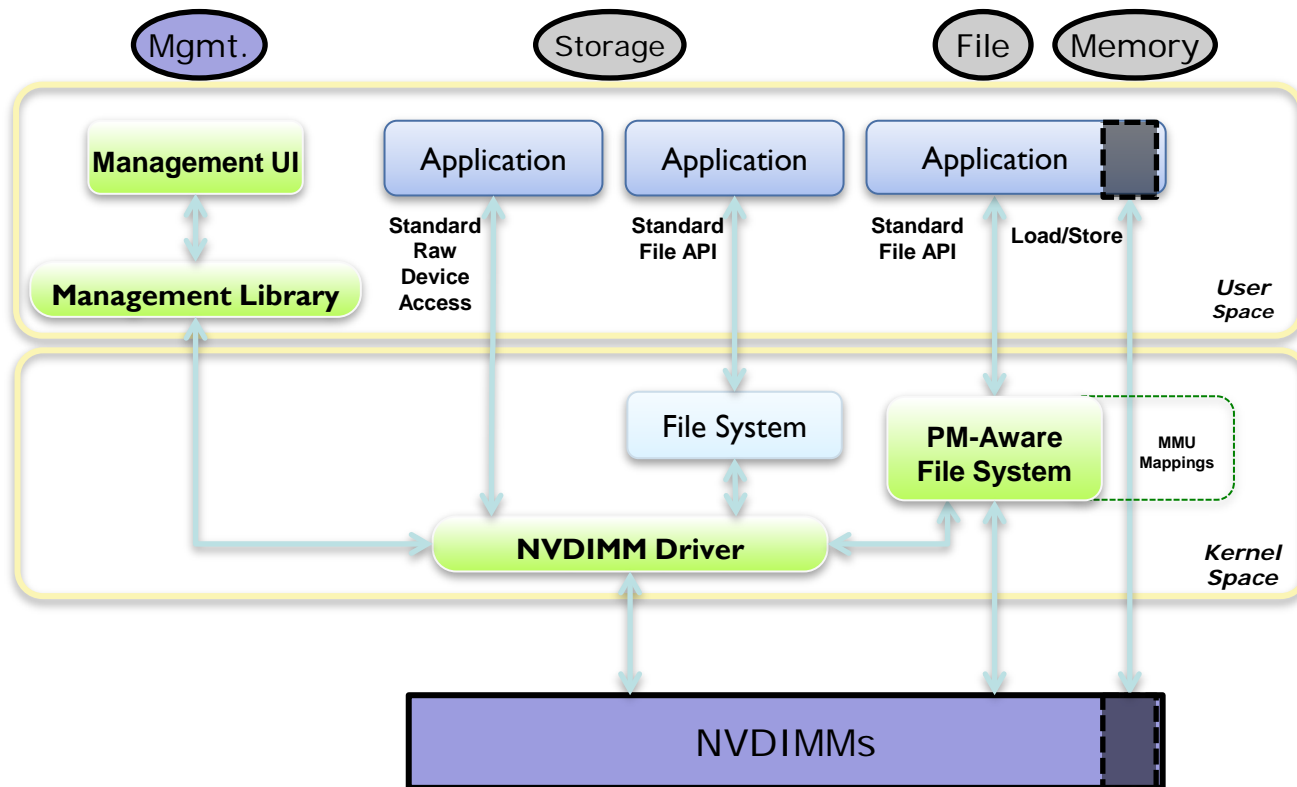 Mgmt.
Storage
File
Memory
Management UI
Application
Application
Application
Standard
Raw
Device
Access
Standard
File API
Standard
File API
Load/Store
Management Library
User
Space
File System
PM-Aware
File System
MMU
Mappings
NVDIMM Driver
Kernel
Space
NVDIMMs